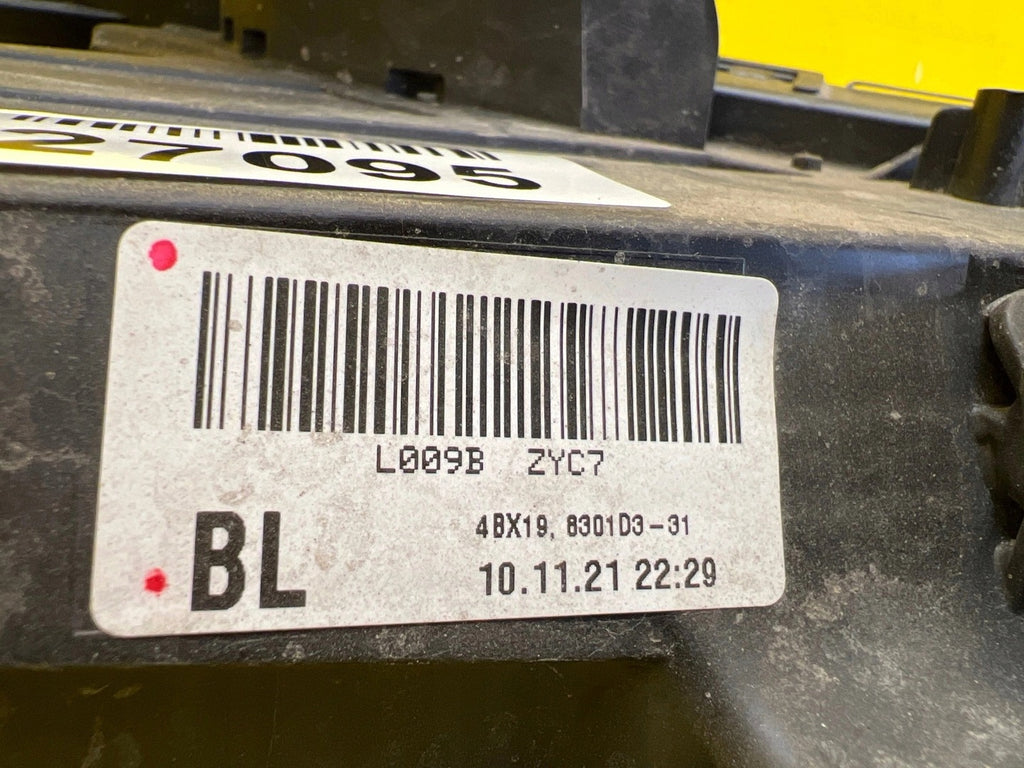 27095
L009B ZYC7
BL
4BX19, 8301D3-31
10.11.21 22:29